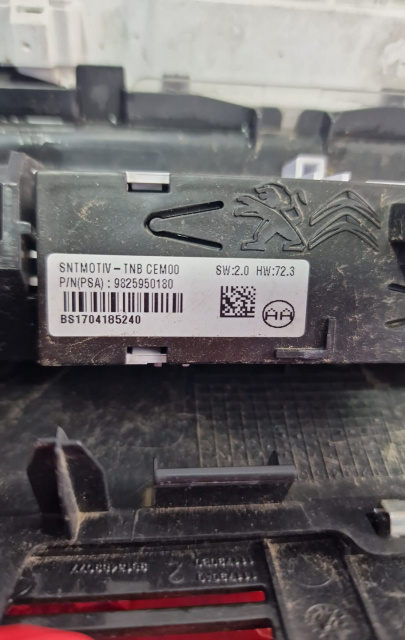 SNTMOTIV-TNB CEM00 SW:2.0 HW:72.3
P/N(PSA) : 9825950180
BS1704185240
AA